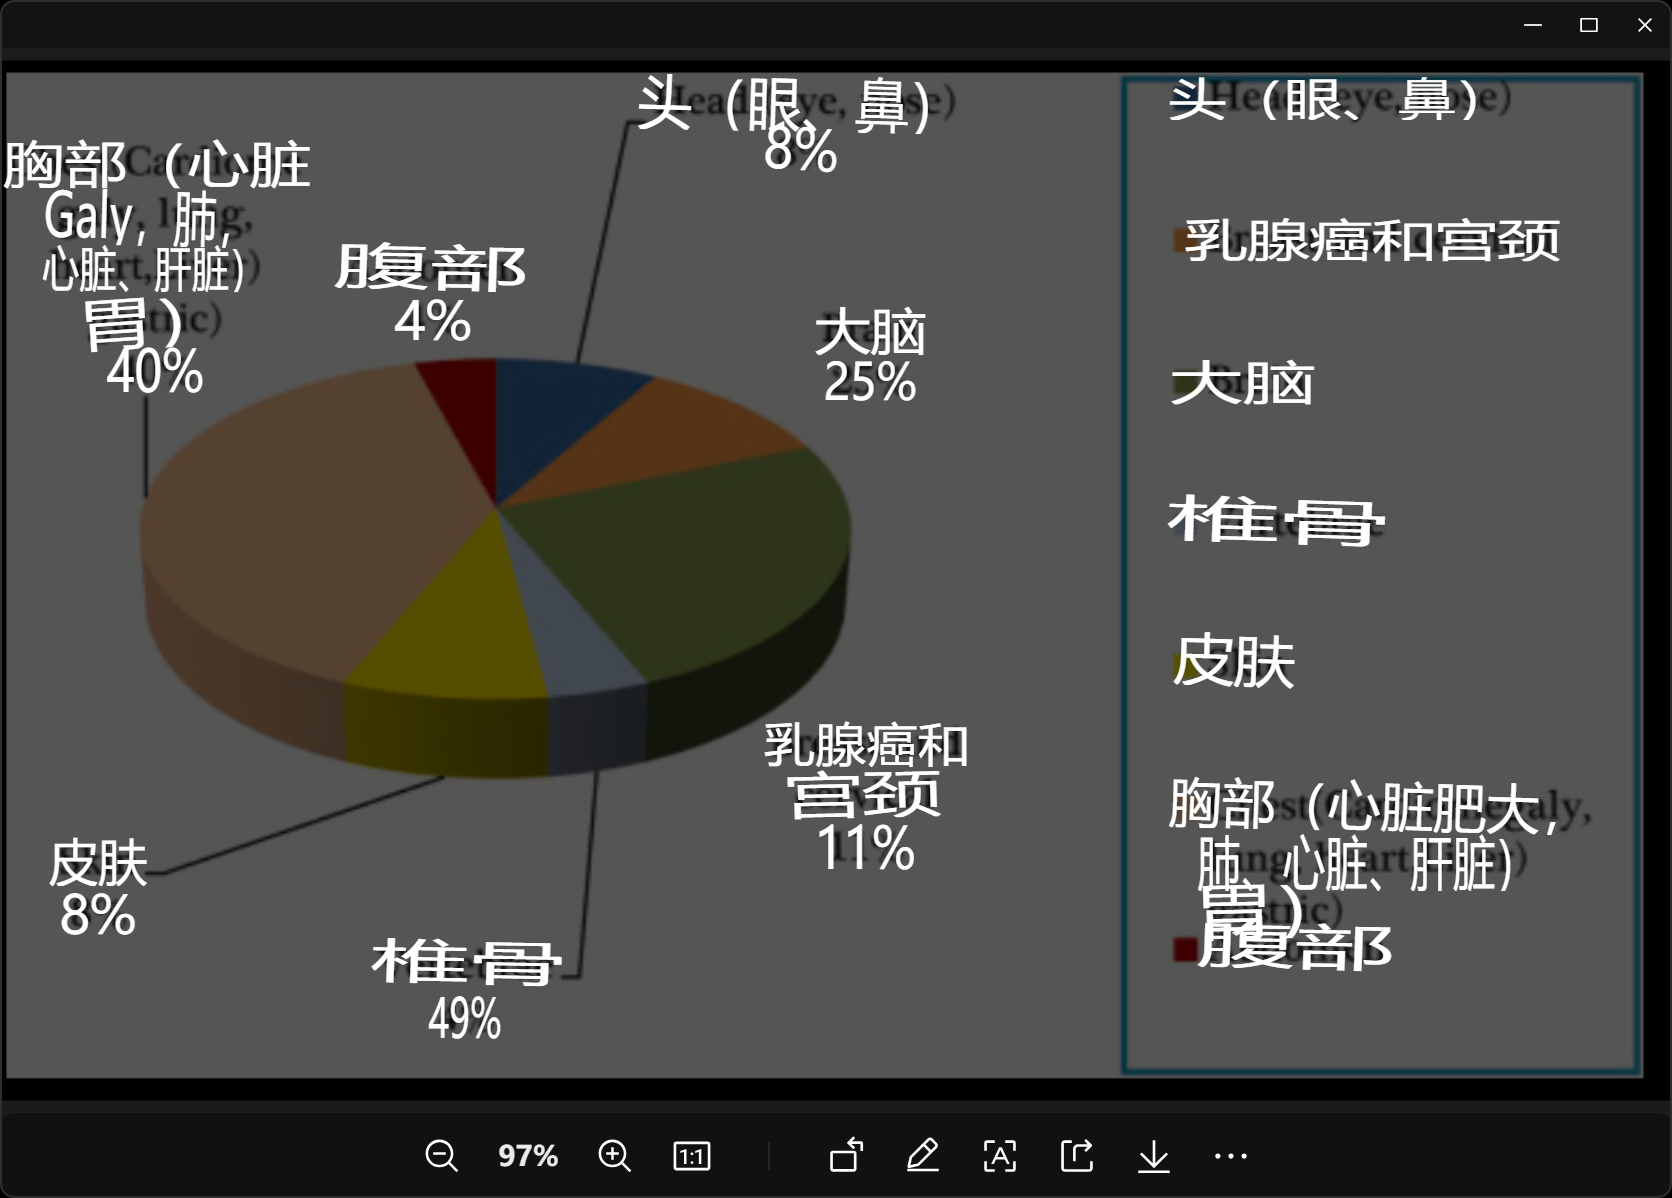 头（眼、鼻）
8%
胸部（心脏
Galy，肺，
心脏、肝脏)
胃）
40%
腹部
4%
大脑
25%
乳腺癌和
宫颈
11%
皮肤
8%
椎骨
49%
头（眼、鼻）
乳腺癌和宫颈
大脑
椎骨
皮肤
胸部（心脏肥大，
肺、心脏、肝脏)
胃）
腹部
97%
1:1